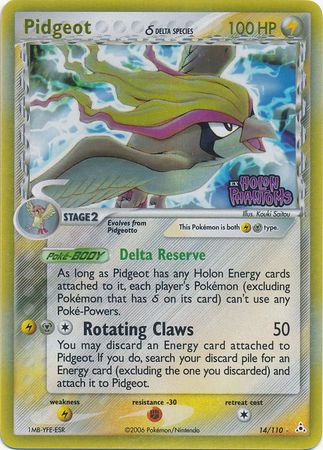 Pidgeot
δ DELTA SPECIES
100 HP
EX
HOLON
PHANTOMS
Illus. Kouki Saitou
STAGE 2
Evolves from
Pidgeotto
This Pokémon is both type.
Poké-BODY Delta Reserve
As long as Pidgeot has any Holon Energy cards
attached to it, each player's Pokémon (excluding
Pokémon that has δ on its card) can't use any
Poké-Powers.
Rotating Claws 50
You may discard an Energy card attached to
Pidgeot. If you do, search your discard pile for an
Energy card (excluding the one you discarded) and
attach it to Pidgeot.
weakness resistance -30 retreat cost
1MB-YFE-ESR ©2006 Pokémon/Nintendo 14/110